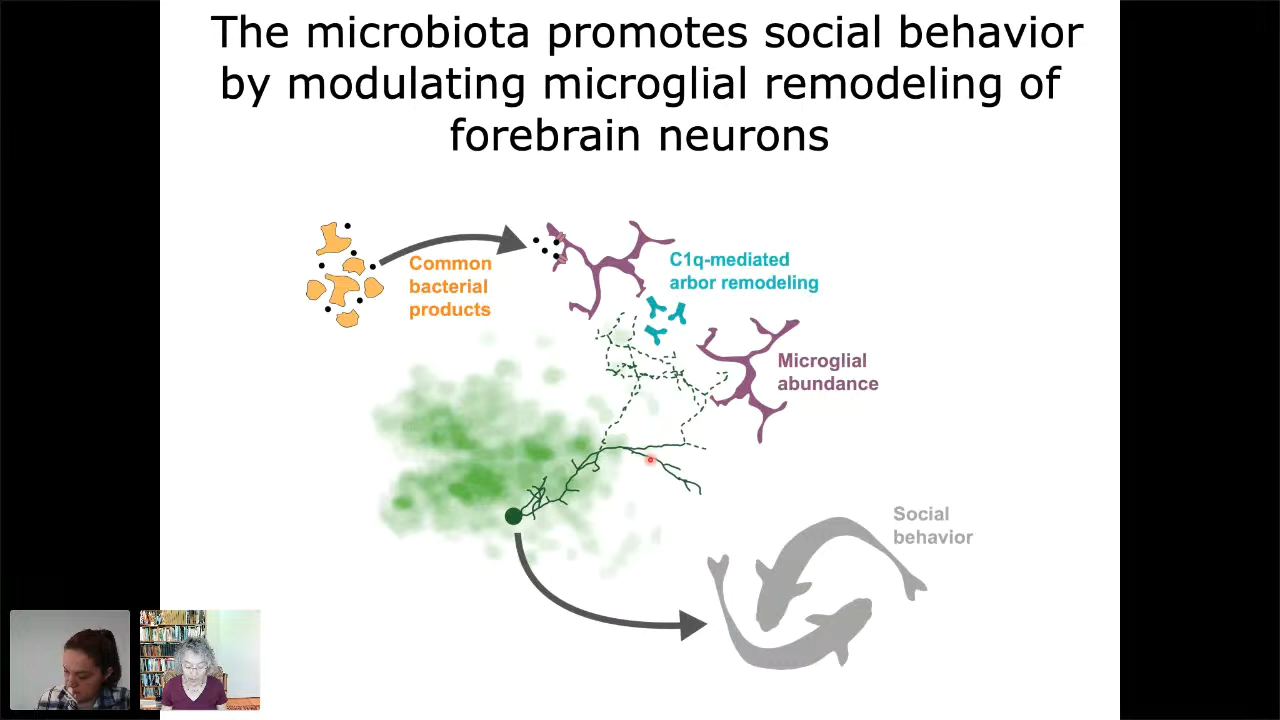 The microbiota promotes social behavior
by modulating microglial remodeling of
forebrain neurons
Common
bacterial
products
C1q-mediated
arbor remodeling
Microglial
abundance
Social
behavior